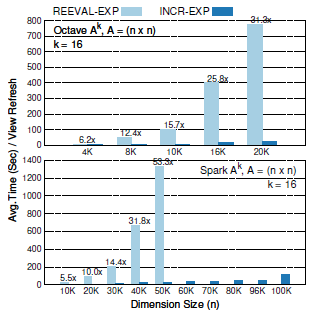 REEVAL-EXP INCR-EXP
Avg. Time (Sec) / View Refresh
800
700
600
500
400
300
200
100
0
Octave A^k, A = (n x n)
k = 16
6.2x 12.4x 15.7x 25.8x 31.3x
4K 8K 10K 16K 20K
1400
1200
1000
800
600
400
200
0
Spark A^k, A = (n x n)
k = 16
5.5x 10.0x 14.4x 31.8x 53.3x
10K 20K 30K 40K 50K 60K 70K 80K 96K 100K
Dimension Size (n)